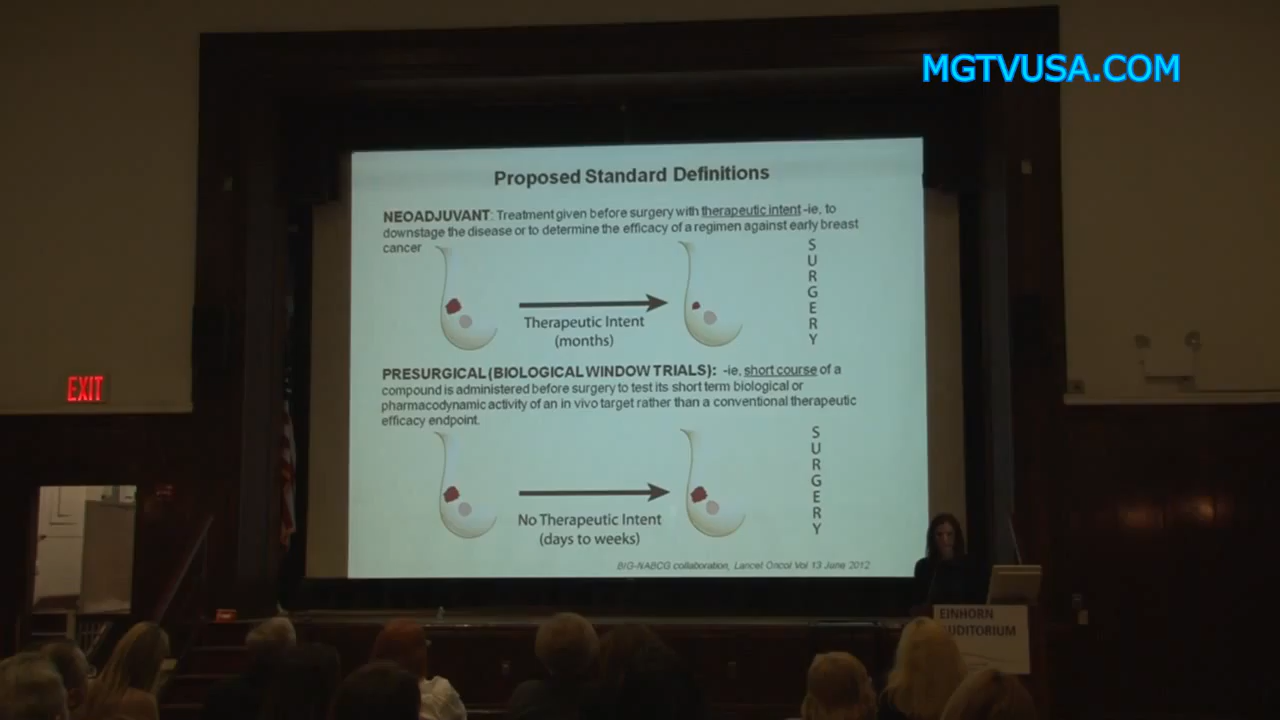 MGTVUSA.COM
Proposed Standard Definitions
NEOADJUVANT: Treatment given before surgery with therapeutic intent -ie, to
downstage the disease or to determine the efficacy of a regimen against early breast
cancer
Therapeutic Intent
(months)
SURGERY
PRESURGICAL (BIOLOGICAL WINDOW TRIALS): -ie, short course of a
compound is administered before surgery to test its short term biological or
pharmacodynamic activity of an in vivo target rather than a conventional therapeutic
efficacy endpoint.
No Therapeutic Intent
(days to weeks)
SURGERY
BIG-NABCG collaboration, Lancet Oncol Vol 13 June 2012
EXIT
EINHORN
AUDITORIUM